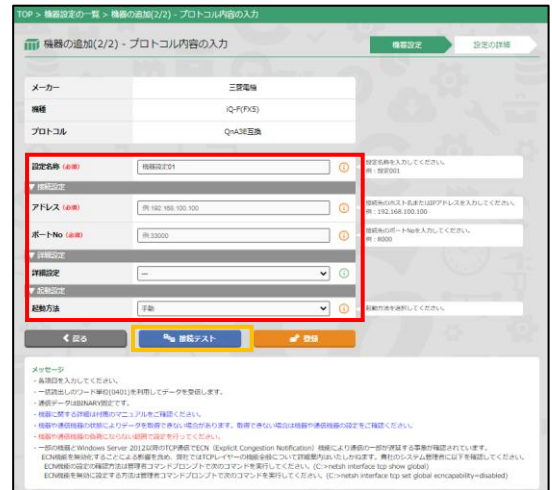 TOP > 機器設定の一覧 > 機器の追加(2/2) - プロトコル内容の入力
機器の追加(2/2) - プロトコル内容の入力
機器設定
設定の詳細
メーカー
三菱電機
機種
iQ-F(FX5)
プロトコル
QnA3E互換
設定名称 (必須)
機器設定01
設定名称を入力してください。
例 : 設定001
▼ 接続設定
アドレス (必須)
例:192.168.100.100
接続先のホスト名またはIPアドレスを入力してください。
例 : 192.168.100.100
ポートNo (必須)
例:33000
接続先のポートNoを入力してください。
例 : 8000
▼ 詳細設定
詳細設定
---
▼ 起動設定
起動方法
手動
起動方法を選択してください。
戻る
接続テスト
登録
メッセージ
・各項目を入力してください。
・一括読出しのワード単位[0401]を利用してデータを受信します。
・通信データはBINARY固定です。
・機器に関する詳細は付属のマニュアルをご確認ください。
・機器や通信機器の状態によりデータを取得できない場合があります。取得できない場合は機器や通信機器の設定をご確認ください。
・機器や通信機器の負荷にならない範囲で設定を行ってください。
・一部の機器とWindows Server 2012以降のTCP通信でECN (Explicit Congestion Notification) 機能により通信の一部が遅延する事象が確認されています。
ECN機能を無効化することによる影響を含め、弊社ではTCPレイヤーの機能全般について詳細案内はいたしかねます。貴社のシステム管理者に以下を確認してください。
ECN機能の設定の確認方法は管理者コマンドプロンプトで次のコマンドを実行してください。(C:>netsh interface tcp show global)
ECN機能を無効に設定する方法は管理者コマンドプロンプトで次のコマンドを実行してください。(C:>netsh interface tcp set global ecncapability=disabled)